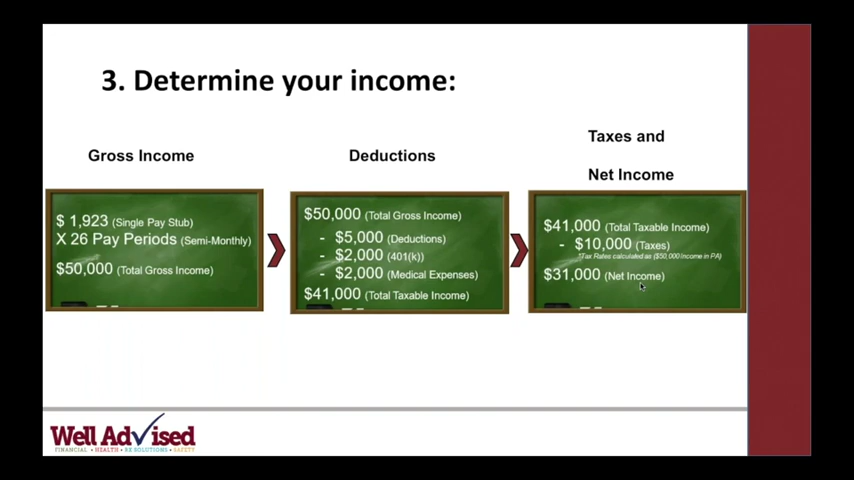 3. Determine your income:
Gross Income
$ 1,923 (Single Pay Stub)
X 26 Pay Periods (Semi-Monthly)
$50,000 (Total Gross Income)
Deductions
$50,000 (Total Gross Income)
- $5,000 (Deductions)
- $2,000 (401(k))
- $2,000 (Medical Expenses)
$41,000 (Total Taxable Income)
Taxes and
Net Income
$41,000 (Total Taxable Income)
- $10,000 (Taxes)
*Tax Rates calculated as ($50,000 Income in PA)
$31,000 (Net Income)
Well Advised
FINANCIAL • HEALTH • RX SOLUTIONS • SAFETY